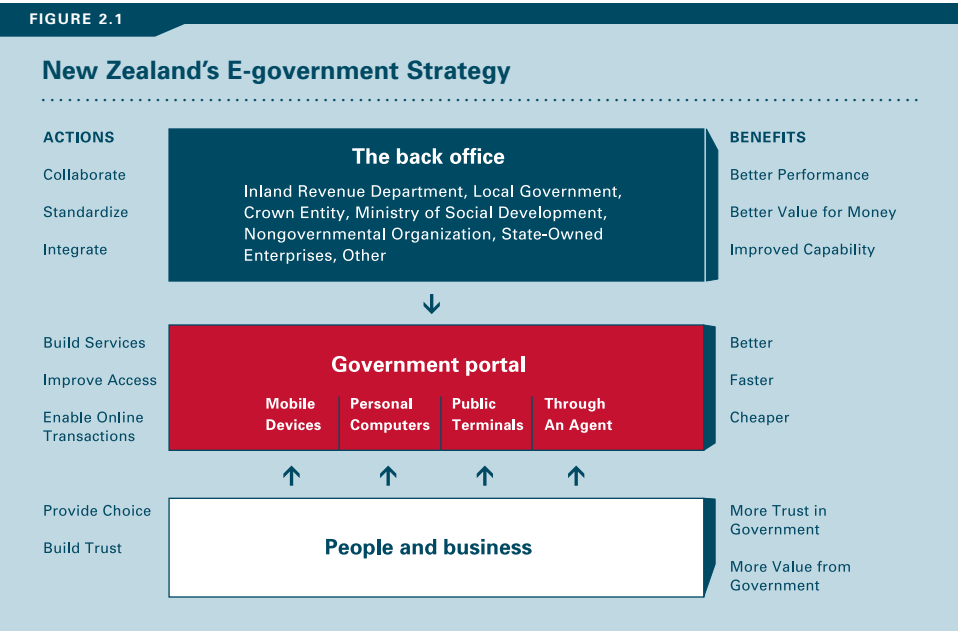 FIGURE 2.1
New Zealand's E-government Strategy
ACTIONS
Collaborate
Standardize
Integrate
The back office
Inland Revenue Department, Local Government,
Crown Entity, Ministry of Social Development,
Nongovernmental Organization, State-Owned
Enterprises, Other
BENEFITS
Better Performance
Better Value for Money
Improved Capability
Build Services
Improve Access
Enable Online
Transactions
Government portal
Mobile
Devices
Personal
Computers
Public
Terminals
Through
An Agent
Better
Faster
Cheaper
Provide Choice
Build Trust
People and business
More Trust in
Government
More Value from
Government